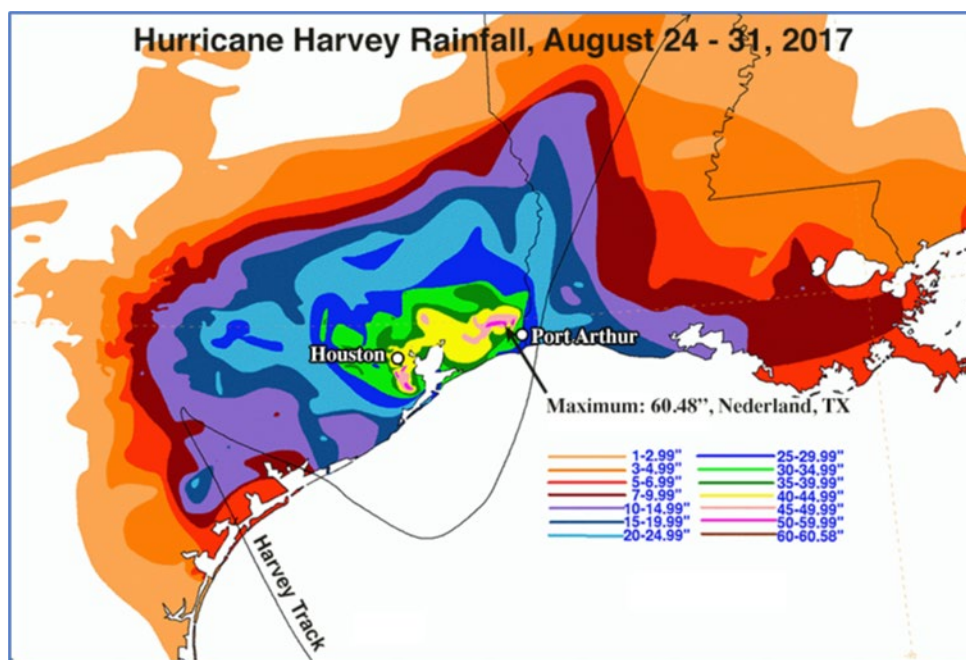 Hurricane Harvey Rainfall, August 24 - 31, 2017
Houston
Port Arthur
Maximum: 60.48”, Nederland, TX
Harvey Track
1-2.99"
3-4.99"
5-6.99"
7-9.99"
10-14.99"
15-19.99"
20-24.99"
25-29.99"
30-34.99"
35-39.99"
40-44.99"
45-49.99"
50-59.99"
60-60.58"